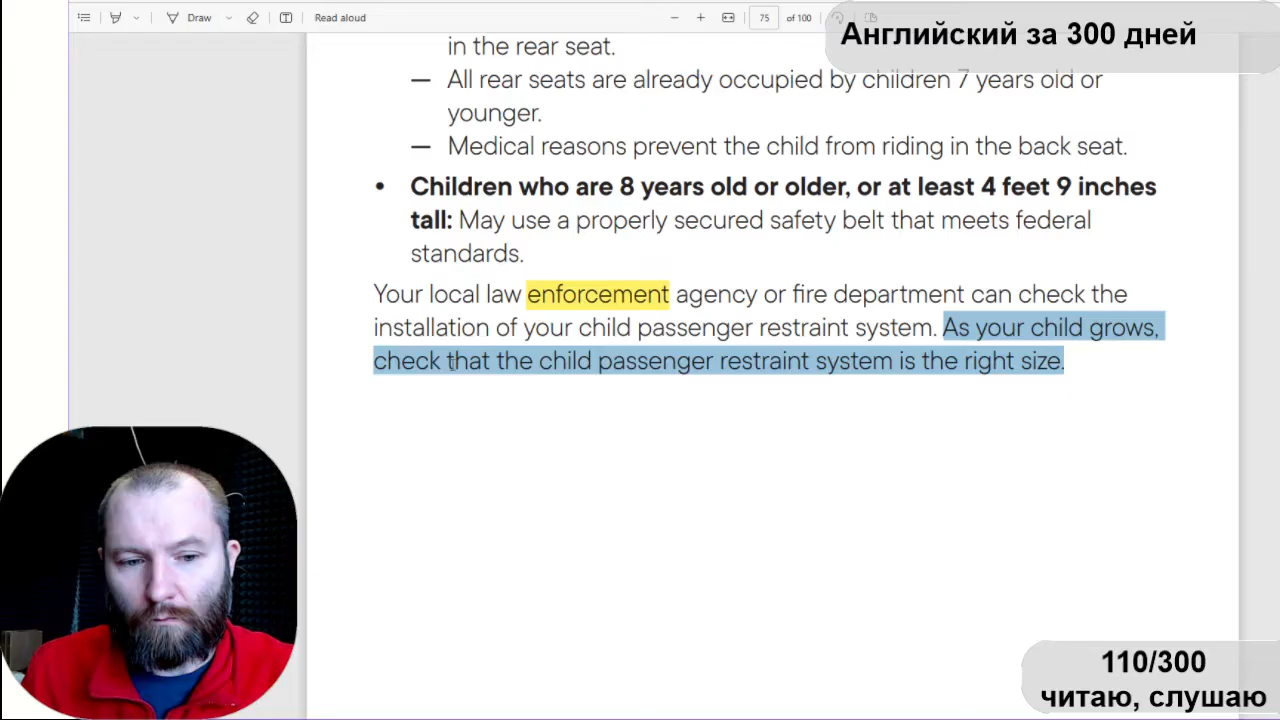 Draw
Read aloud
75
of 100
Английский за 300 дней
in the rear seat.
— All rear seats are already occupied by children 7 years old or
younger.
— Medical reasons prevent the child from riding in the back seat.
• Children who are 8 years old or older, or at least 4 feet 9 inches
tall: May use a properly secured safety belt that meets federal
standards.
Your local law enforcement agency or fire department can check the
installation of your child passenger restraint system. As your child grows,
check that the child passenger restraint system is the right size.
110/300
читаю, слушаю